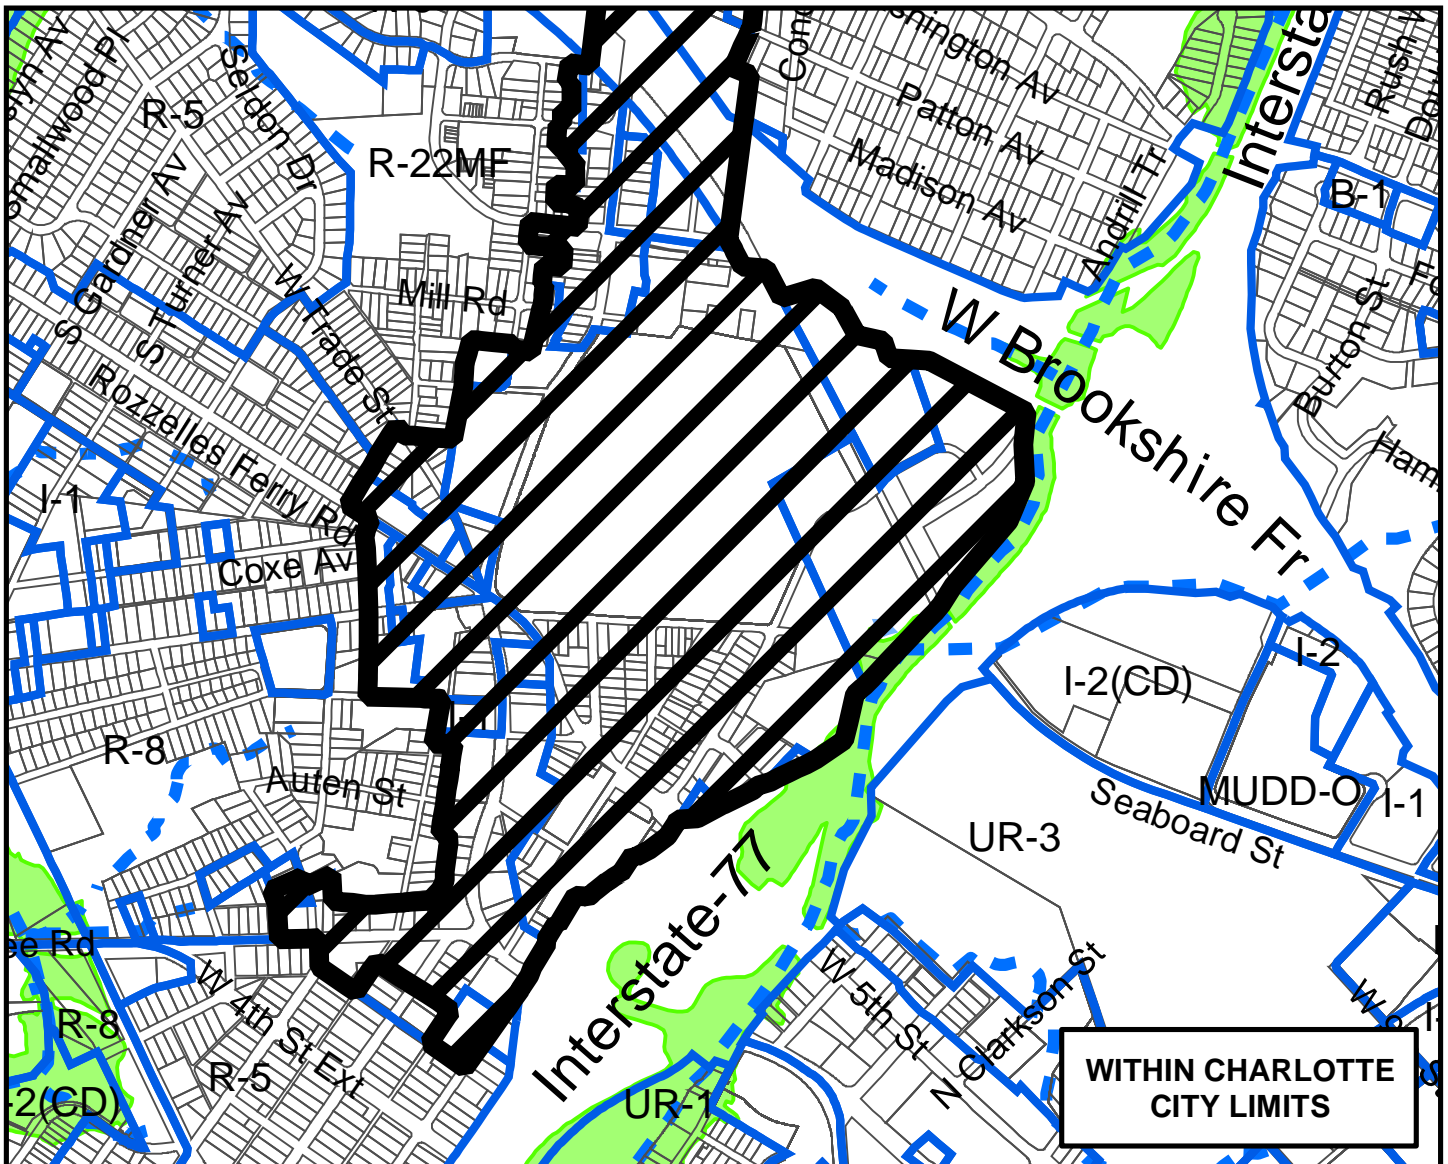 Patton Av
Madison Av
Andrill Tr
Seldon Dr
R-5
R-22MF
B-1
Smallwood Pl
S Gardner Av
S Turner Av
W Trade St
Mill Rd
Burton St
W Brookshire Fr
Rozzelles Ferry Rd
I-1
Coxe Av
I-2
I-2(CD)
R-8
Auten St
MUDD-O
I-1
Seaboard St
UR-3
Interstate-77
W 5th St
N Clarkson St
W 4th St Ext
R-8
R-5
UR-1
WITHIN CHARLOTTE
CITY LIMITS